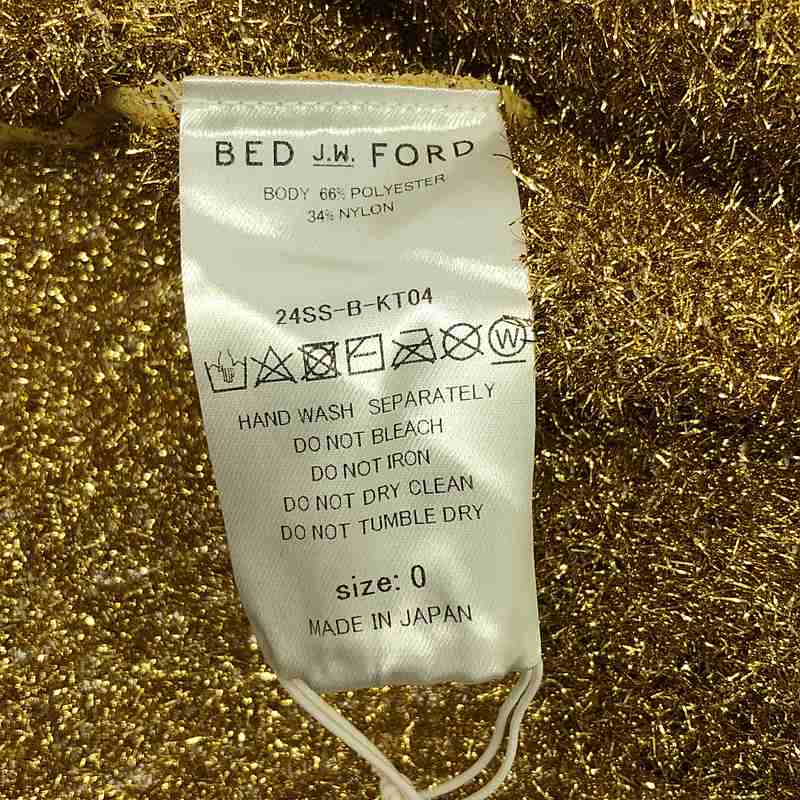 BED J.W. FORD
BODY 66% POLYESTER
34% NYLON
24SS-B-KT04
W
HAND WASH SEPARATELY
DO NOT BLEACH
DO NOT IRON
DO NOT DRY CLEAN
DO NOT TUMBLE DRY
size: 0
MADE IN JAPAN